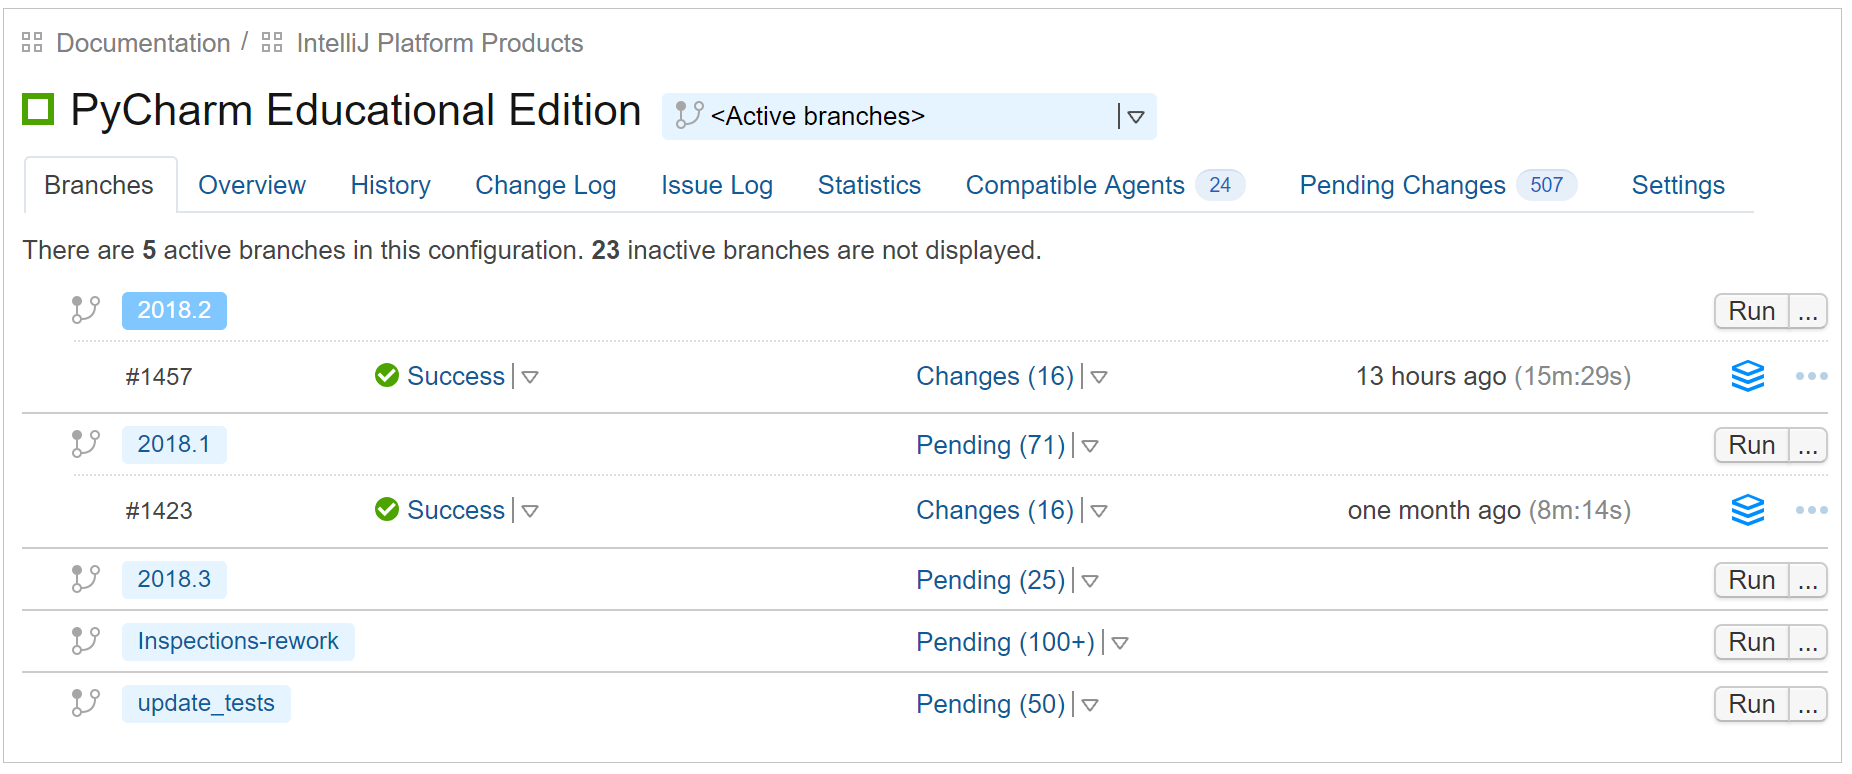 Documentation / IntelliJ Platform Products
PyCharm Educational Edition <Active branches>
Branches Overview History Change Log Issue Log Statistics Compatible Agents 24 Pending Changes 507 Settings
There are 5 active branches in this configuration. 23 inactive branches are not displayed.
2018.2 Run ...
#1457 Success Changes (16) 13 hours ago (15m:29s)
2018.1 Pending (71) Run ...
#1423 Success Changes (16) one month ago (8m:14s)
2018.3 Pending (25) Run ...
Inspections-rework Pending (100+) Run ...
update_tests Pending (50) Run ...